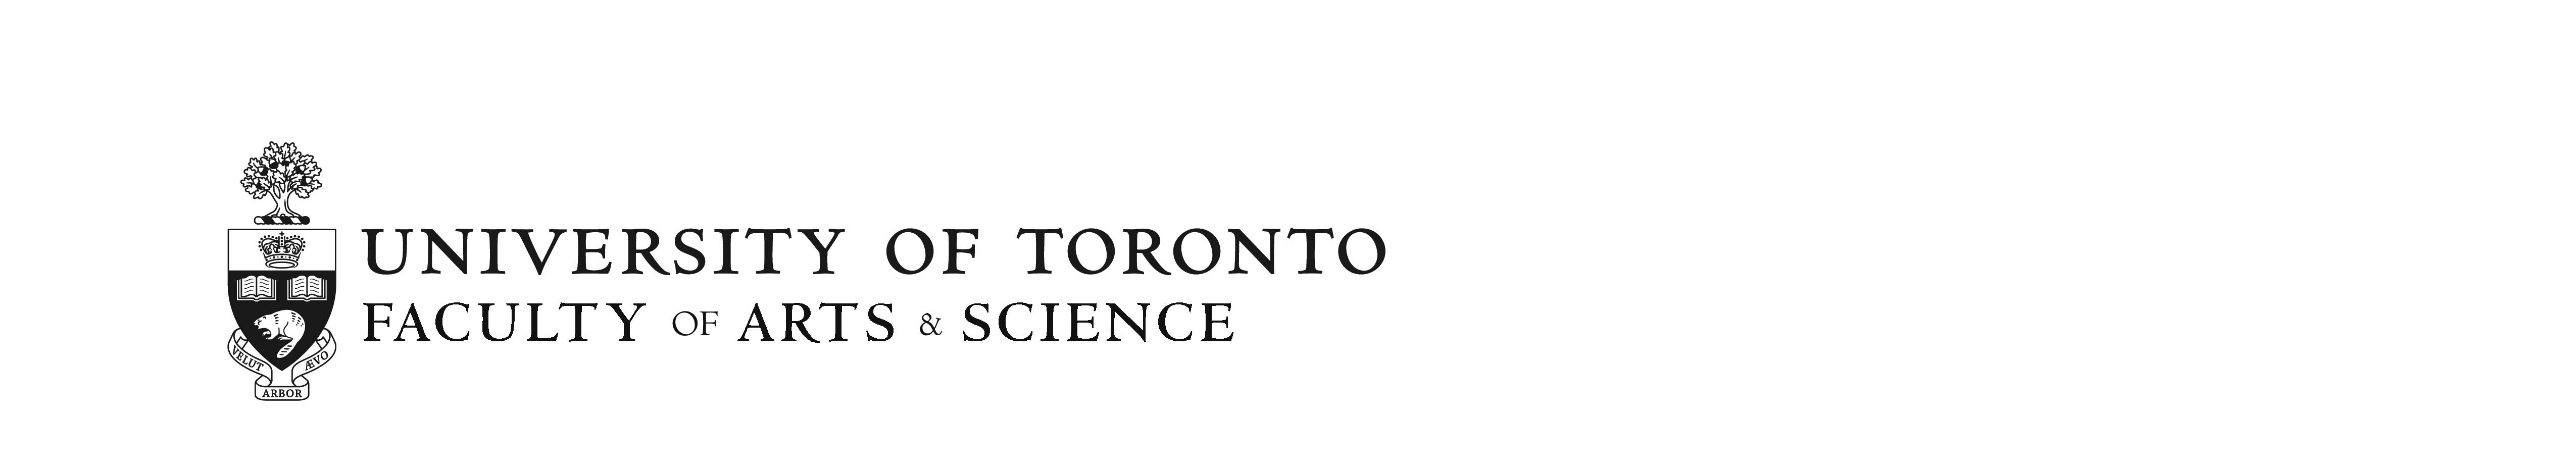 UNIVERSITY OF TORONTO
FACULTY OF ARTS & SCIENCE
VELUT ÆVO
ARBOR